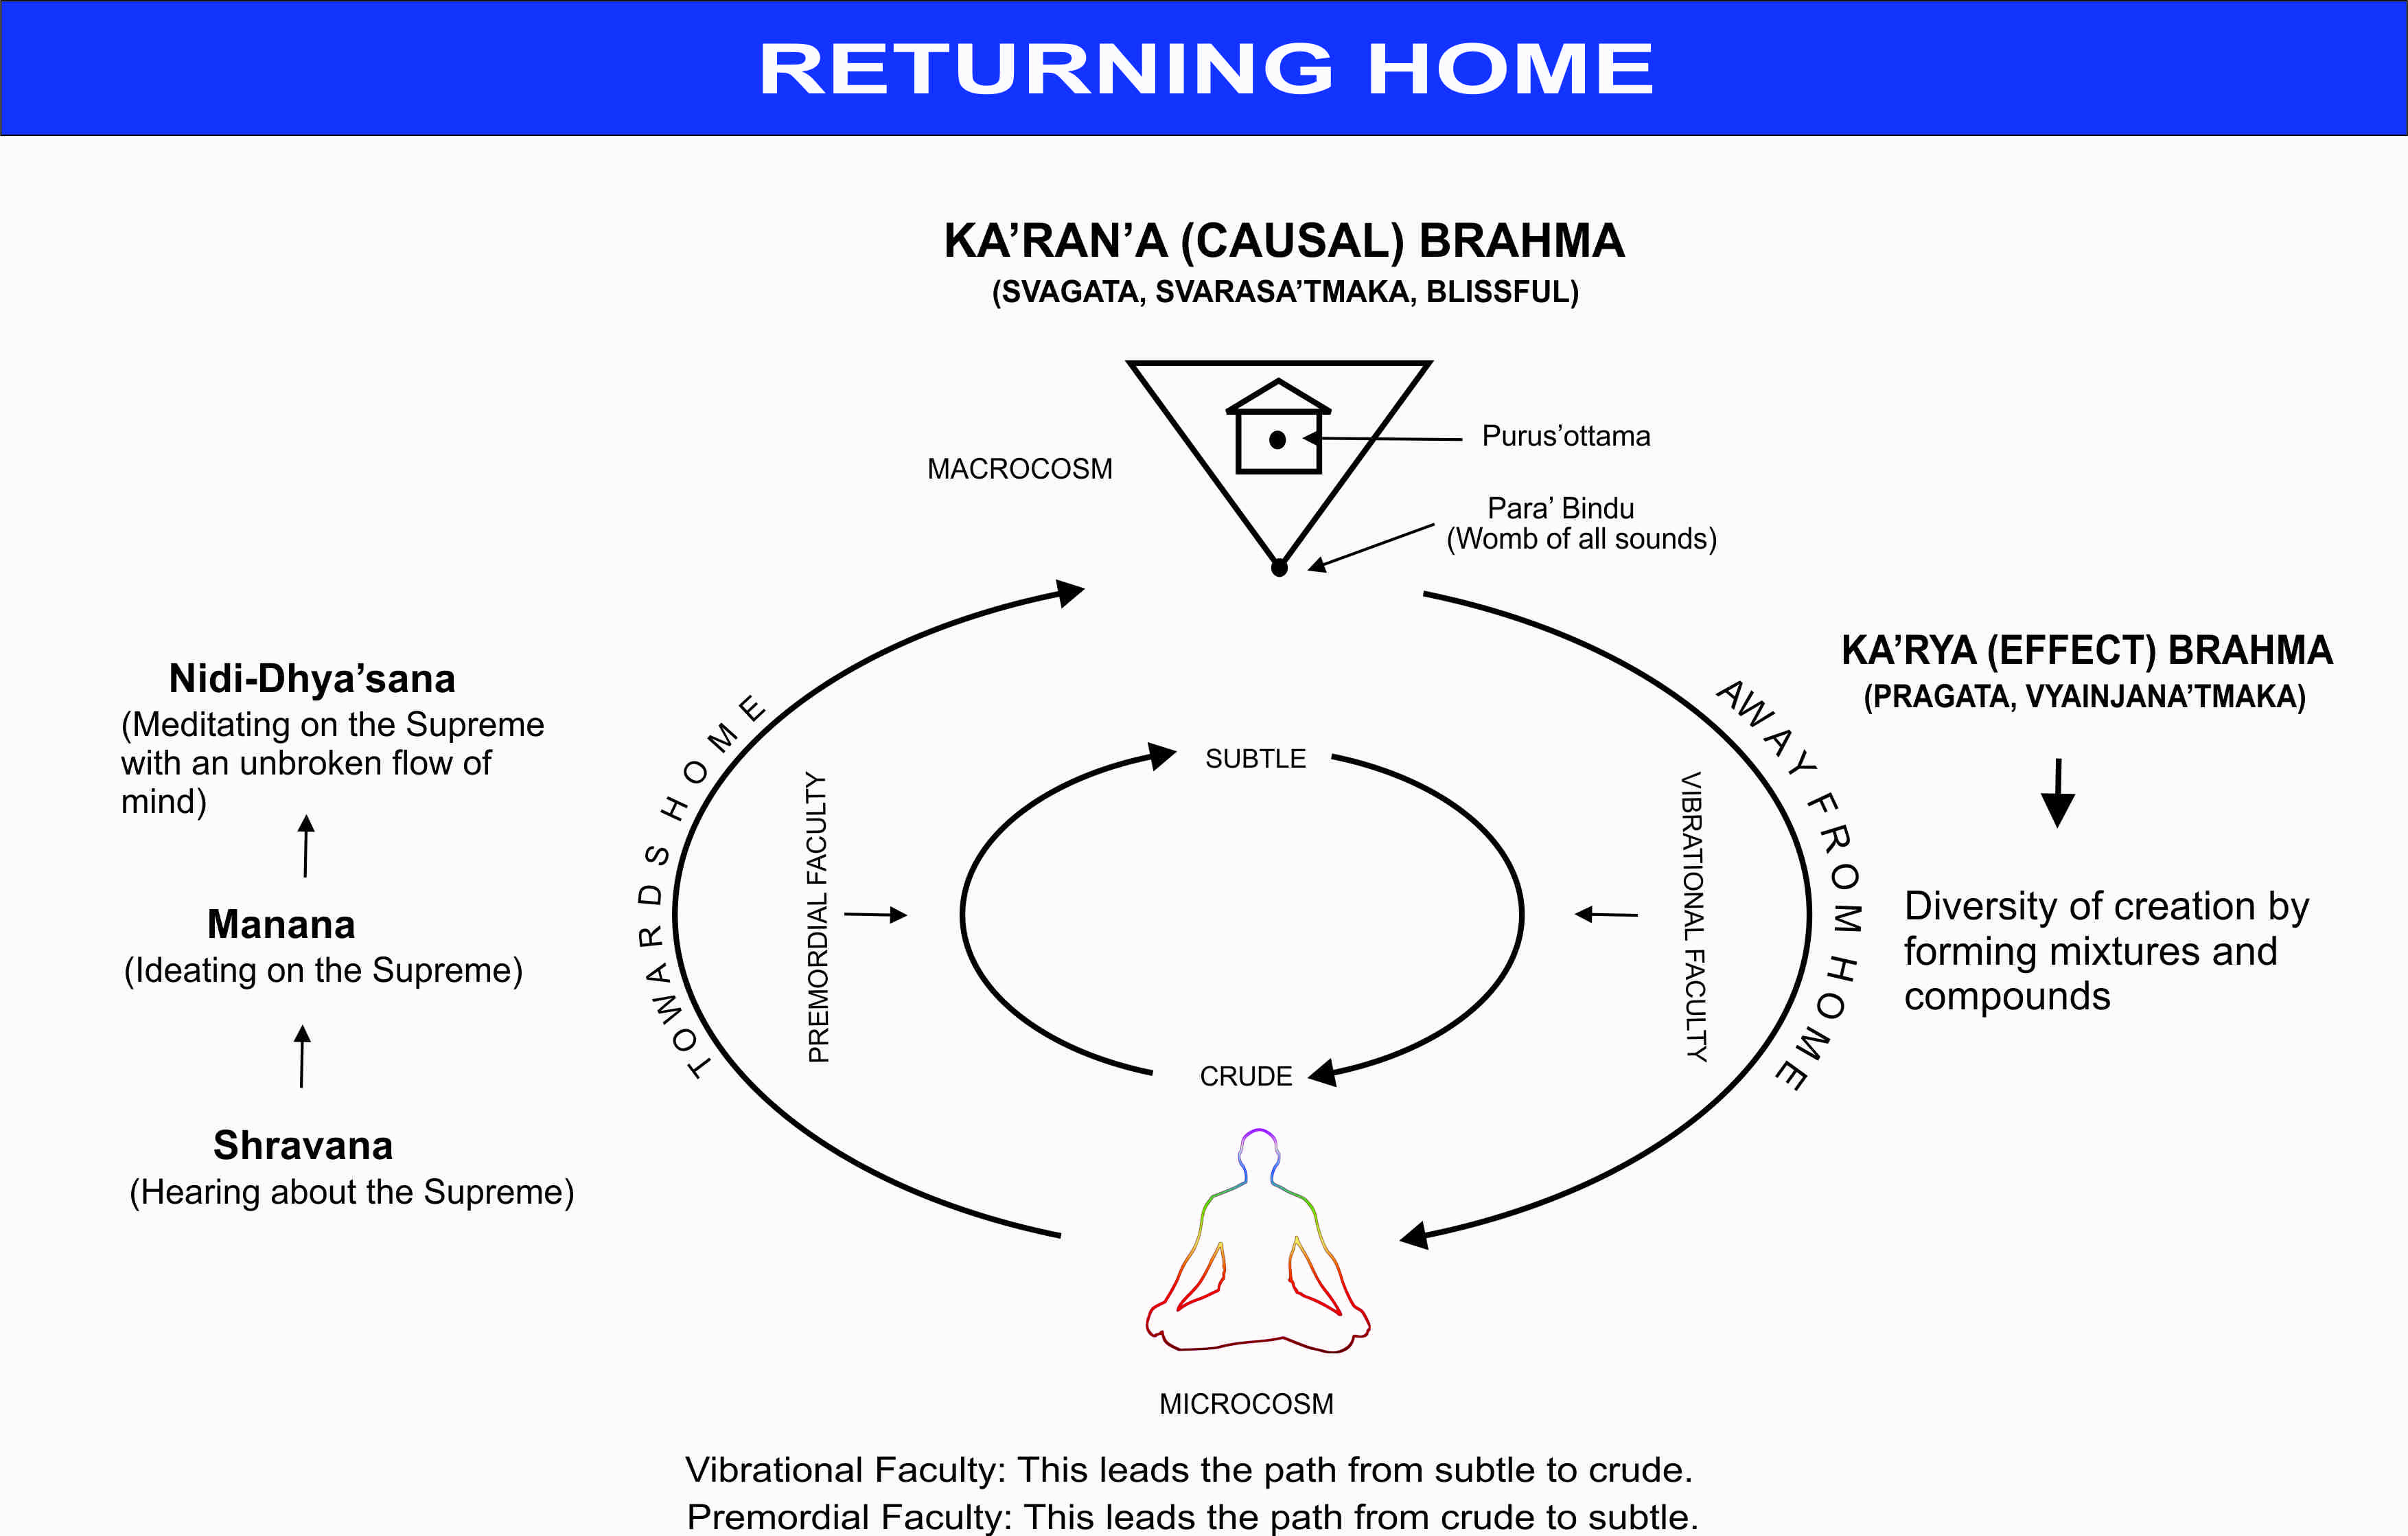 RETURNING HOME
KA’RAN’A (CAUSAL) BRAHMA
(SVAGATA, SVARASA’TMAKA, BLISSFUL)
Purus’ottama
MACROCOSM
Para’ Bindu
(Womb of all sounds)
KA’RYA (EFFECT) BRAHMA
(PRAGATA, VYAINJANA’TMAKA)
Diversity of creation by
forming mixtures and
compounds
Nidi-Dhya’sana
(Meditating on the Supreme
with an unbroken flow of
mind)
Manana
(Ideating on the Supreme)
Shravana
(Hearing about the Supreme)
TOWARDS HOME
PREMORDIAL FACULTY
SUBTLE
CRUDE
VIBRATIONAL FACULTY
AWAY FROM HOME
MICROCOSM
Vibrational Faculty: This leads the path from subtle to crude.
Premordial Faculty: This leads the path from crude to subtle.